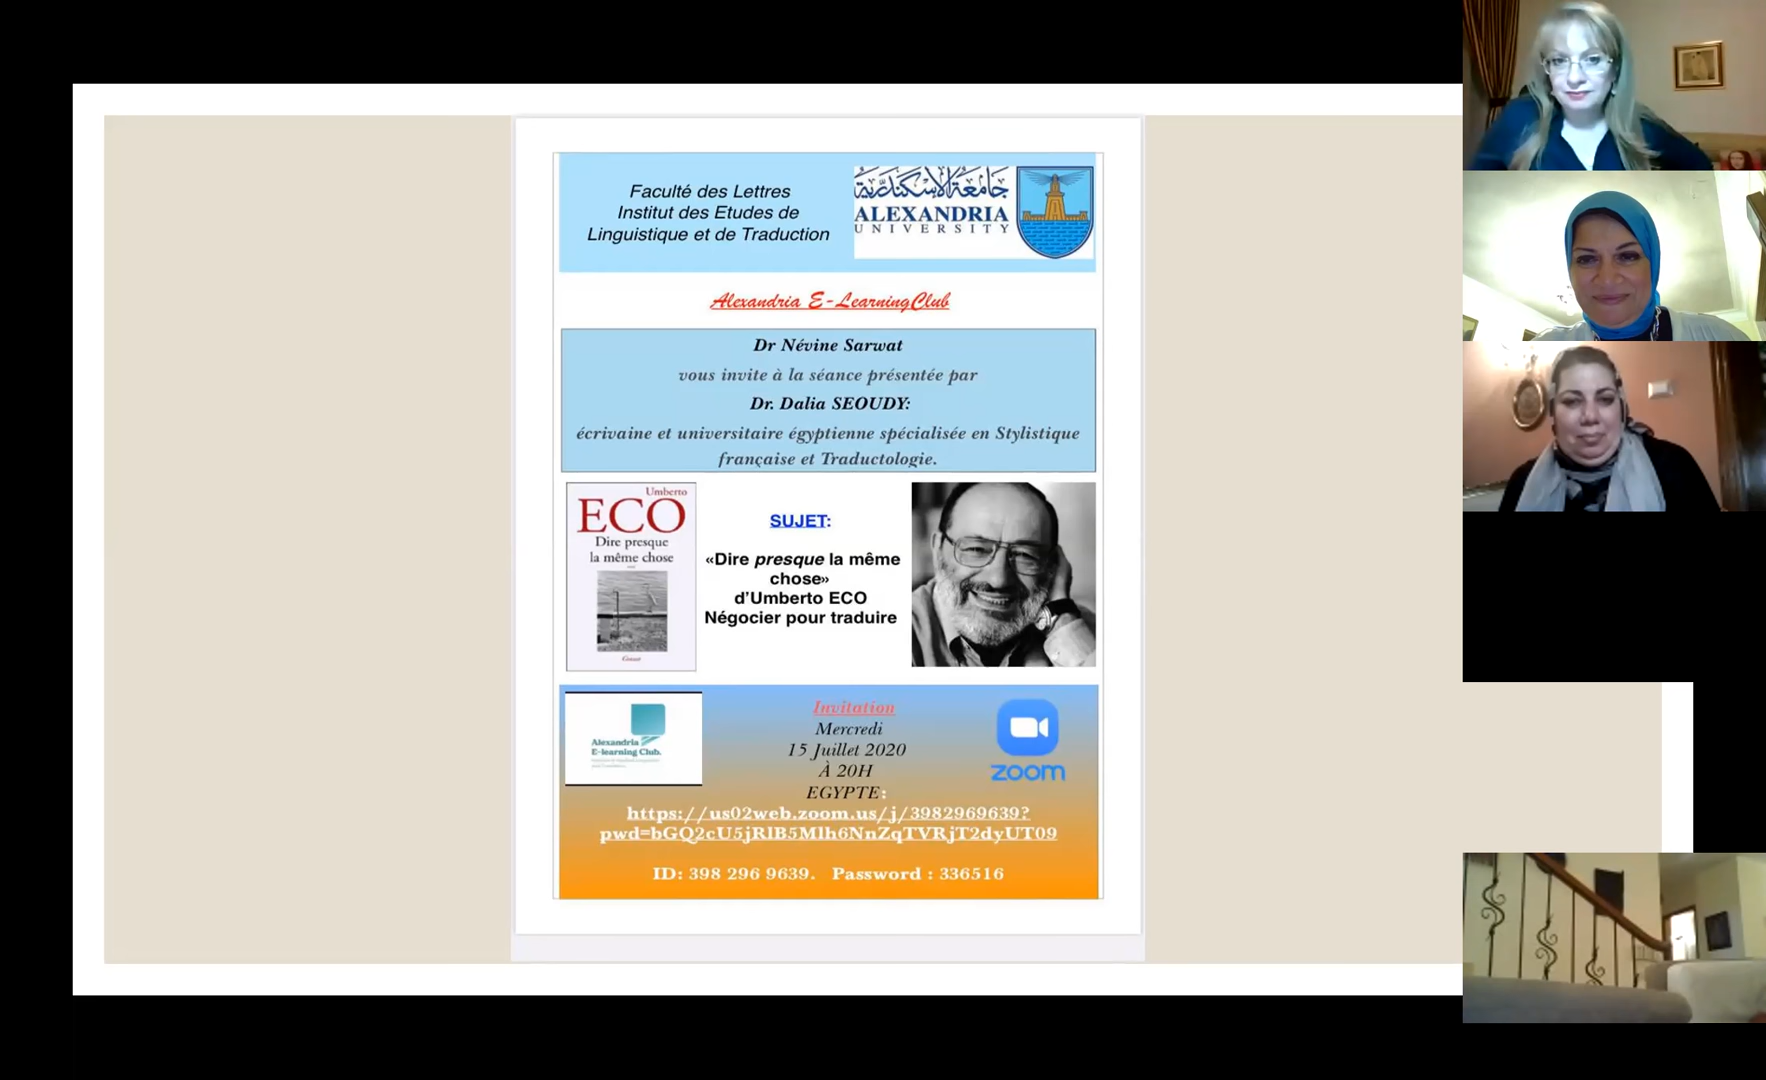 Faculté des Lettres
Institut des Etudes de
Linguistique et de Traduction
جامعة الإسكندرية
ALEXANDRIA
UNIVERSITY
Alexandria E-LearningClub
Dr Névine Sarwat
vous invite à la séance présentée par
Dr. Dalia SEOUDY:
écrivaine et universitaire égyptienne spécialisée en Stylistique
française et Traductologie.
Umberto
ECO
Dire presque
la même chose
Grasset
SUJET:
«Dire presque la même
chose»
d'Umberto ECO
Négocier pour traduire
Alexandria
E-learning Club.
Invitation
Mercredi
15 Juillet 2020
À 20H
EGYPTE:
zoom
https://us02web.zoom.us/j/3982969639?
pwd=bGQ2cU5jRlB5Mlh6NnZqTVRjT2dyUT09
ID: 398 296 9639. Password : 336516